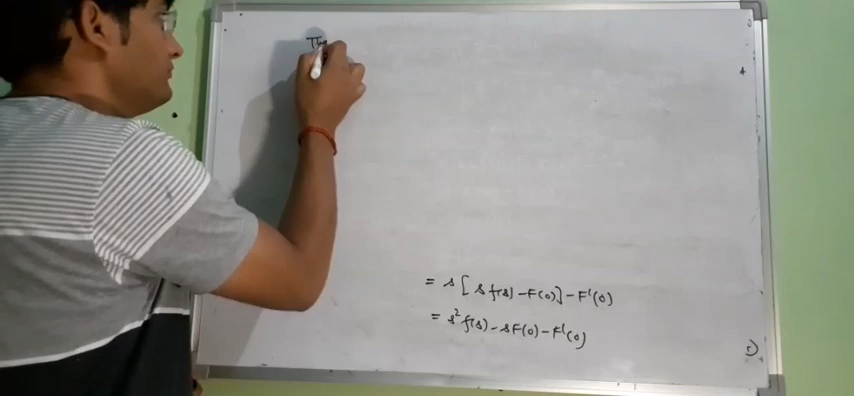 = s[s f(s) - F(0)] - F'(0)
= s² f(s) - sF(0) - F'(0)